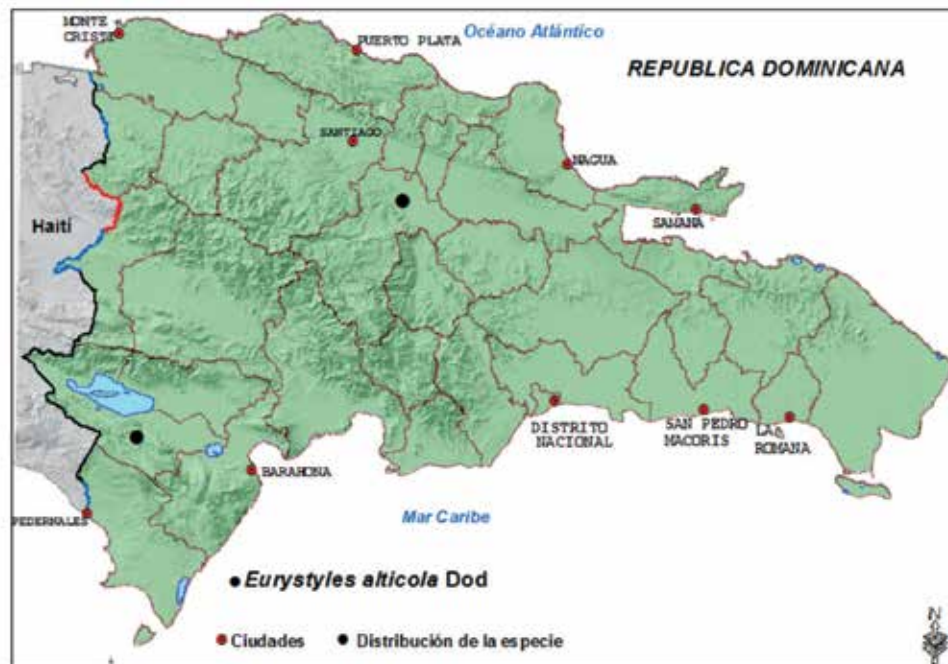 MONTE
CRISTI
PUERTO PLATA
Océano Atlántico
REPUBLICA DOMINICANA
SANTIAGO
NAGUA
SAMANA
Haití
DISTRITO
NACIONAL
SAN PEDRO
MACORIS
LA
ROMANA
BARAHONA
PEDERNALES
Mar Caribe
Eurystyles alticola Dod
Ciudades
Distribución de la especie
N